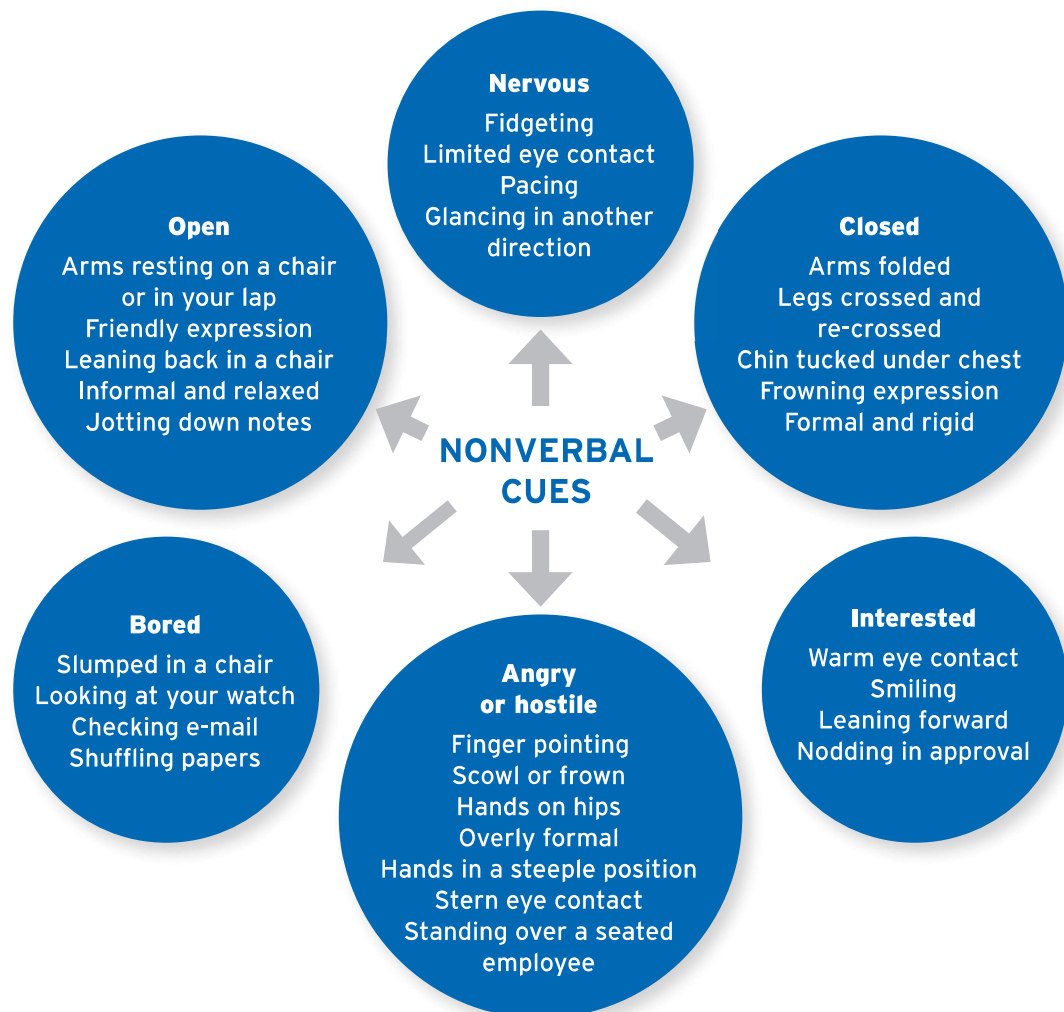 Nervous
Fidgeting
Limited eye contact
Pacing
Glancing in another
direction
Open
Arms resting on a chair
or in your lap
Friendly expression
Leaning back in a chair
Informal and relaxed
Jotting down notes
Closed
Arms folded
Legs crossed and
re-crossed
Chin tucked under chest
Frowning expression
Formal and rigid
NONVERBAL
CUES
Bored
Slumped in a chair
Looking at your watch
Checking e-mail
Shuffling papers
Angry
or hostile
Finger pointing
Scowl or frown
Hands on hips
Overly formal
Hands in a steeple position
Stern eye contact
Standing over a seated
employee
Interested
Warm eye contact
Smiling
Leaning forward
Nodding in approval